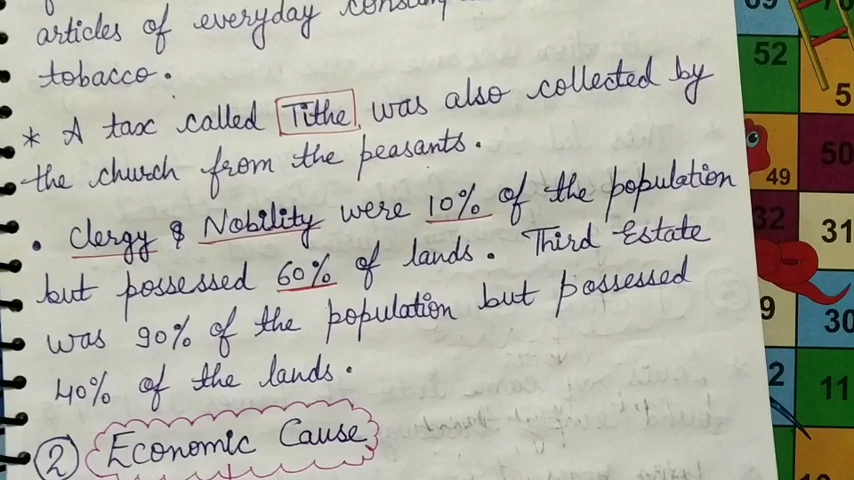 articles of everyday
tobacco.
* A tax called Tithe was also collected by
the church from the peasants.
• Clergy & Nobility were 10% of the population
but possessed 60% of lands. Third Estate
was 90% of the population but possessed
40% of the lands.
② Economic Cause
52
5
50
49
32
31
9
30
2
11